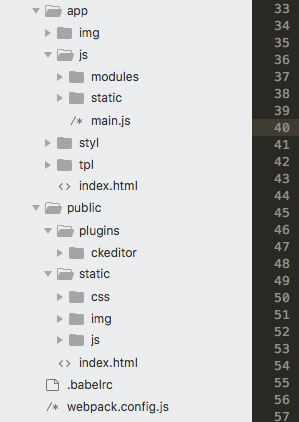 app
img
js
modules
static
/* main.js
styl
tpl
<> index.html
public
plugins
ckeditor
static
css
img
js
<> index.html
.babelrc
/* webpack.config.js
33
34
35
36
37
38
39
40
41
42
43
44
45
46
47
48
49
50
51
52
53
54
55
56
57